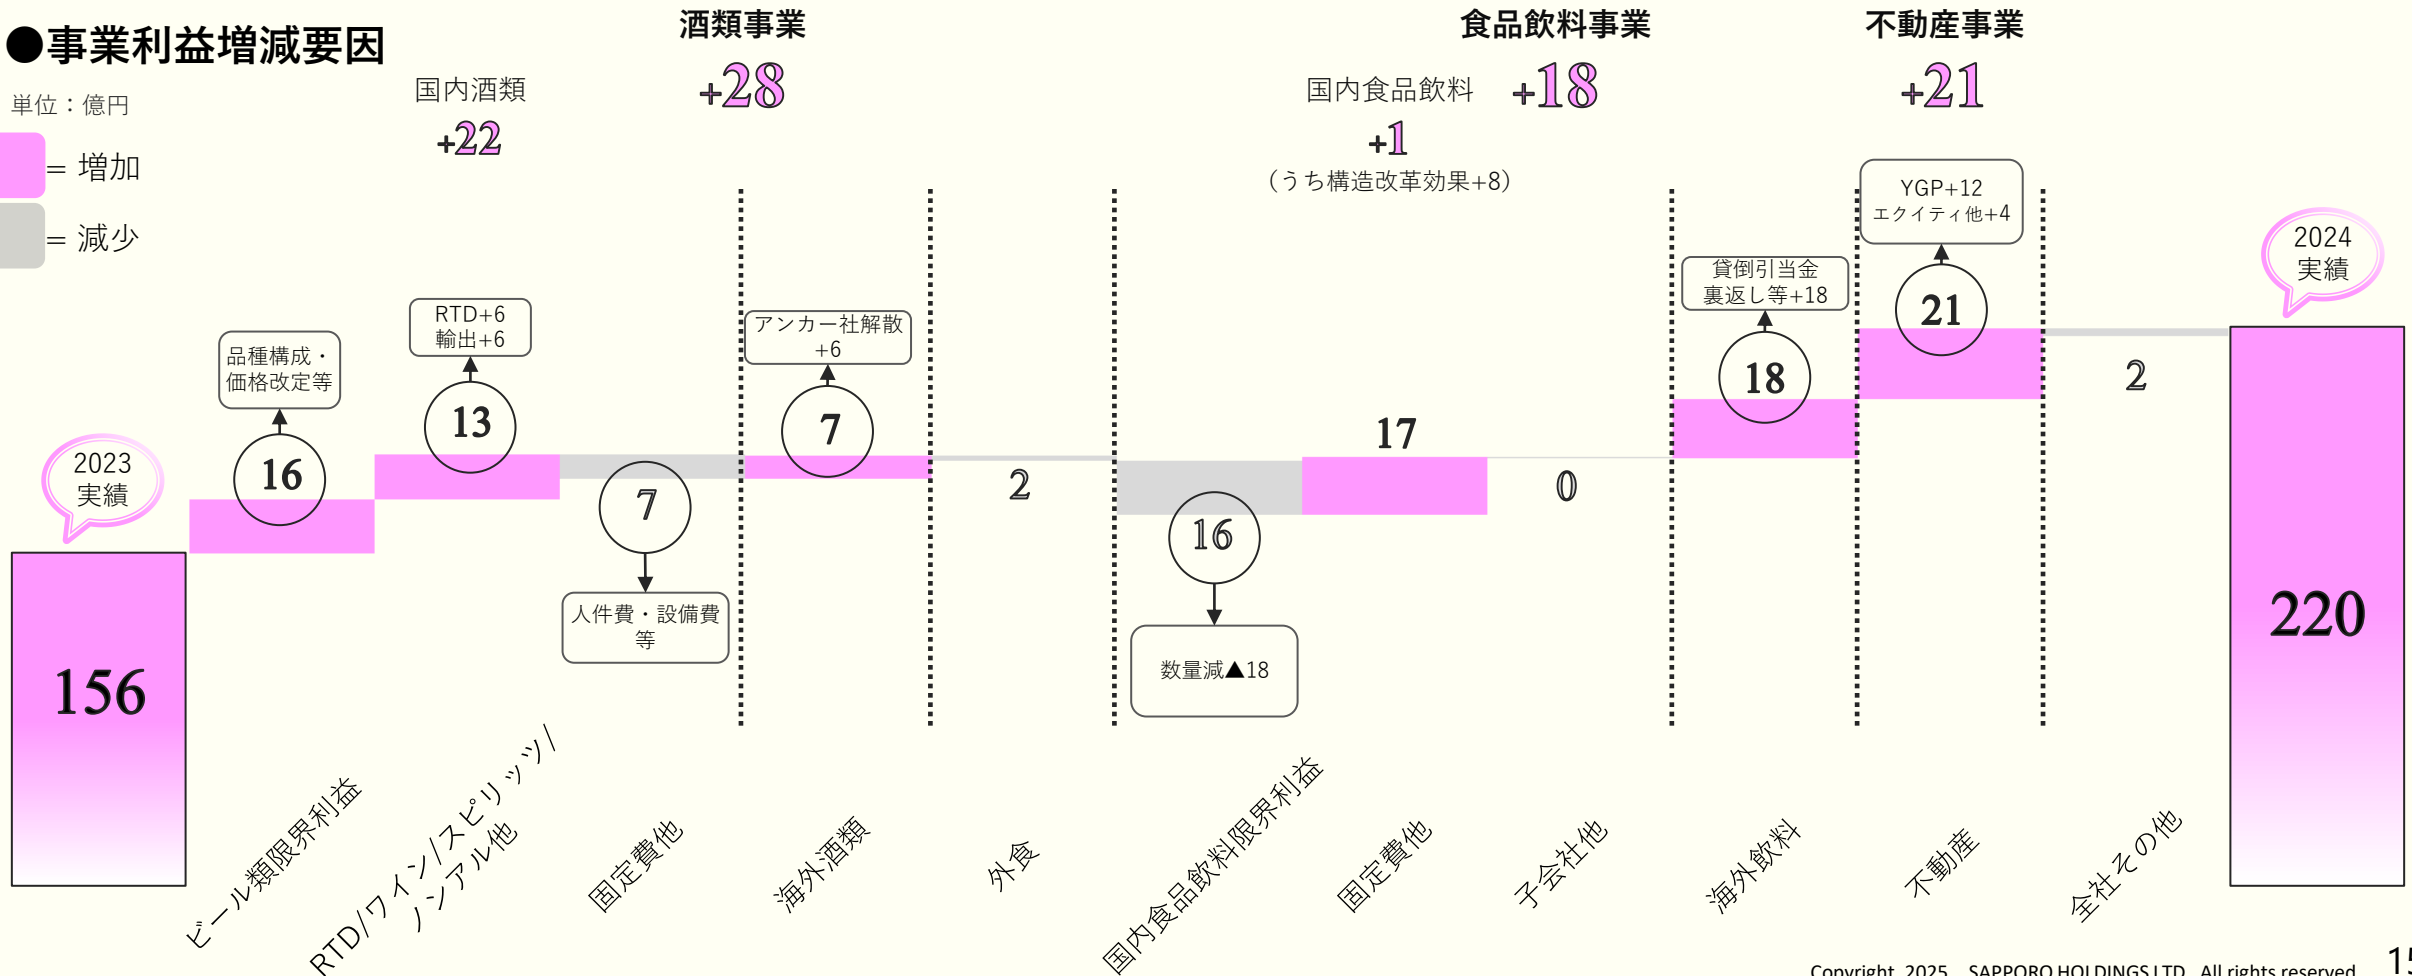 ●事業利益増減要因
単位：億円
= 増加
= 減少
酒類事業
+28
国内酒類
+22
食品飲料事業
+18
国内食品飲料
+1
（うち構造改革効果+8）
不動産事業
+21
2023
実績
156
品種構成・
価格改定等
16
RTD+6
輸出+6
13
7
人件費・設備費
等
アンカー社解散
+6
7
2
16
数量減▲18
17
0
貸倒引当金
裏返し等+18
18
YGP+12
エクイティ他+4
21
2
2024
実績
220
ビール類限界利益
RTD/ワイン/スピリッツ/
ノンアル他
固定費他
海外酒類
外食
国内食品飲料限界利益
固定費他
子会社他
海外飲料
不動産
全社その他
Copyright, 2025 SAPPORO HOLDINGS LTD. All rights reserved.
15